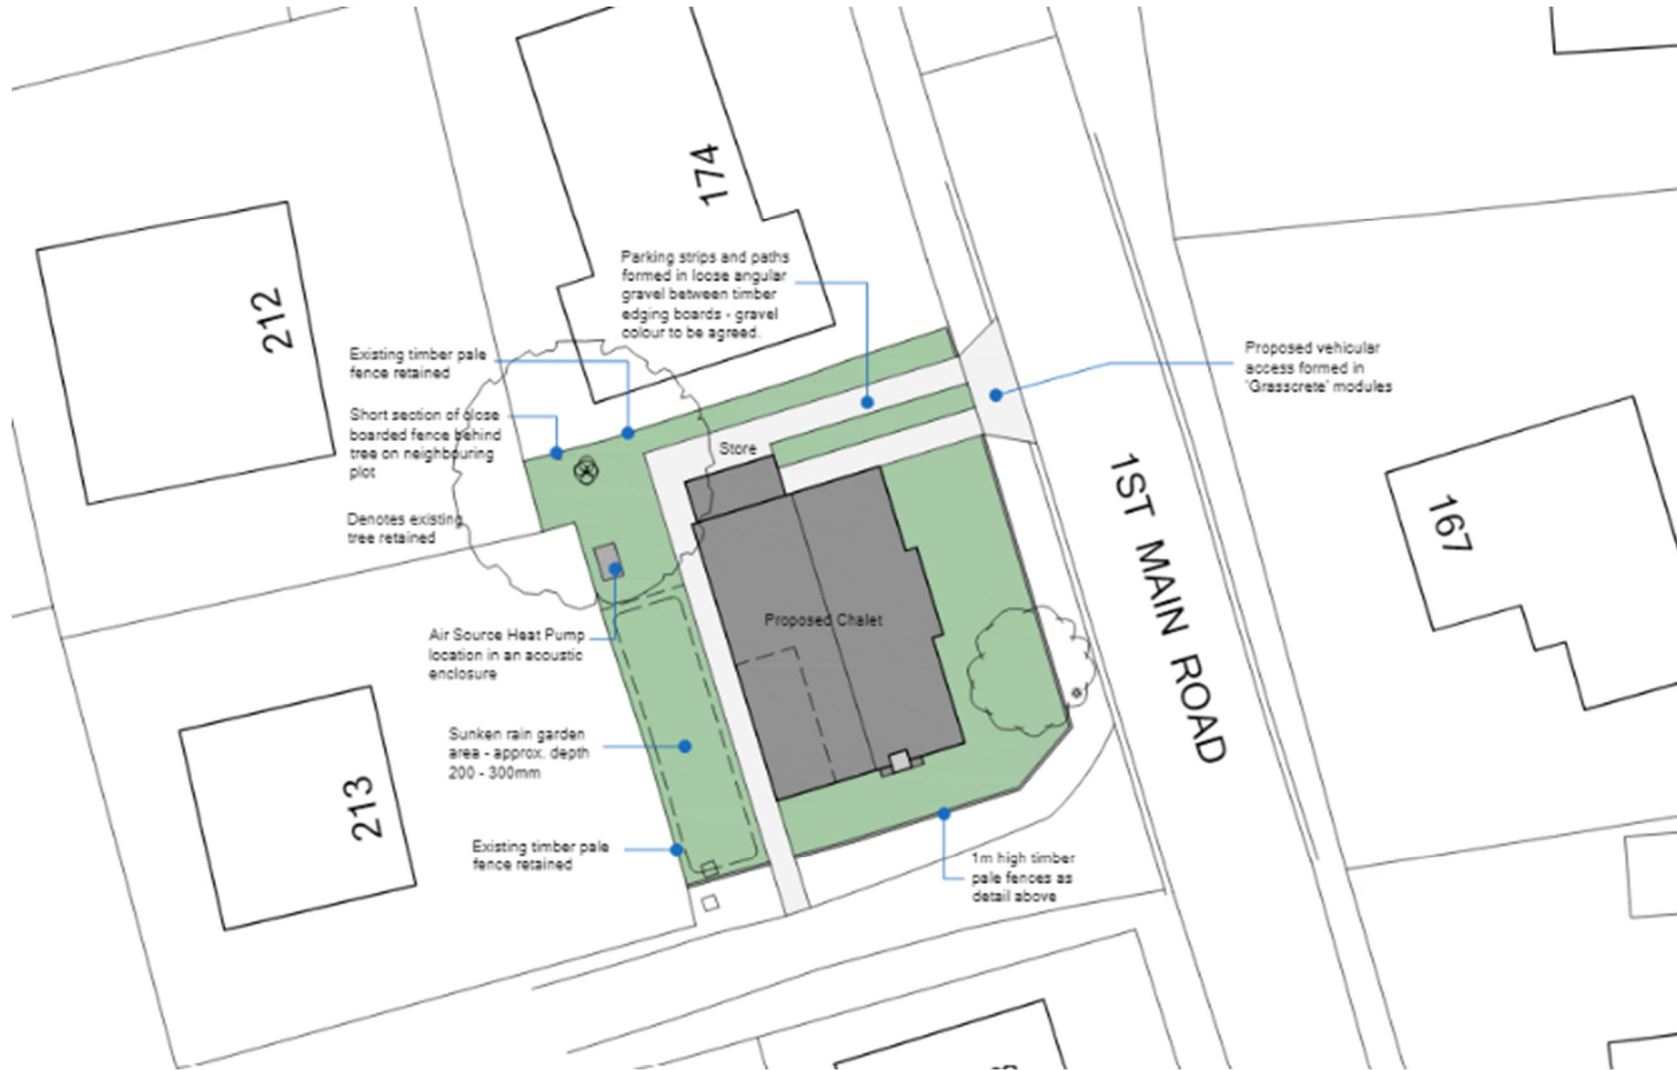 174
Parking strips and paths
formed in loose angular
gravel between timber
edging boards - gravel
colour to be agreed.
212
Existing timber pale
fence retained
Proposed vehicular
access formed in
'Grasscrete' modules
Short section of close
boarded fence behind
tree on neighbouring
plot
Store
Denotes existing
tree retained
1ST MAIN ROAD
167
Proposed Chalet
Air Source Heat Pump
location in an acoustic
enclosure
Sunken rain garden
area - approx. depth
200 - 300mm
213
Existing timber pale
fence retained
1m high timber
pale fences as
detail above